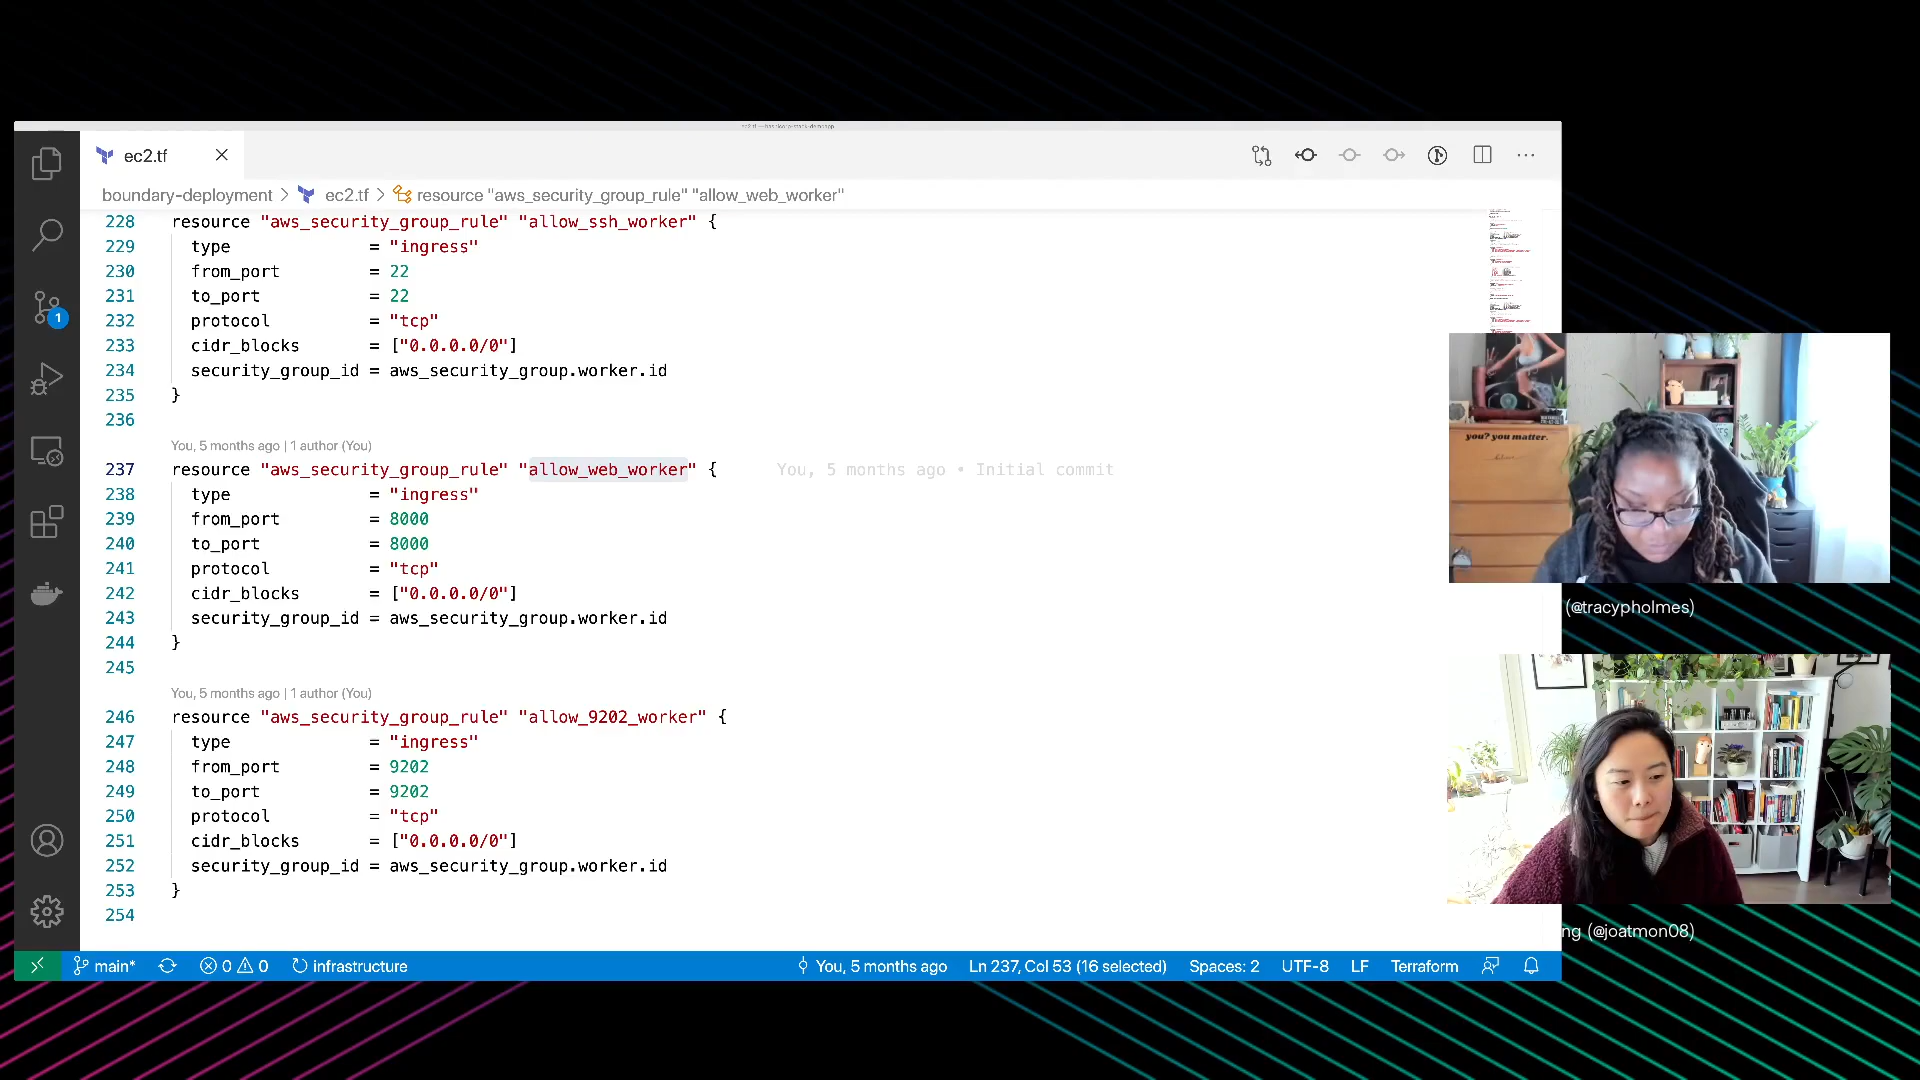 ec2.tf
boundary-deployment > ec2.tf > resource "aws_security_group_rule" "allow_web_worker"
228 resource "aws_security_group_rule" "allow_ssh_worker" {
229 type = "ingress"
230 from_port = 22
231 to_port = 22
232 protocol = "tcp"
233 cidr_blocks = ["0.0.0.0/0"]
234 security_group_id = aws_security_group.worker.id
235 }
236
You, 5 months ago | 1 author (You)
237 resource "aws_security_group_rule" "allow_web_worker" { You, 5 months ago • Initial commit
238 type = "ingress"
239 from_port = 8000
240 to_port = 8000
241 protocol = "tcp"
242 cidr_blocks = ["0.0.0.0/0"]
243 security_group_id = aws_security_group.worker.id
244 }
245
You, 5 months ago | 1 author (You)
246 resource "aws_security_group_rule" "allow_9202_worker" {
247 type = "ingress"
248 from_port = 9202
249 to_port = 9202
250 protocol = "tcp"
251 cidr_blocks = ["0.0.0.0/0"]
252 security_group_id = aws_security_group.worker.id
253 }
254
1
main* 0 0 infrastructure You, 5 months ago Ln 237, Col 53 (16 selected) Spaces: 2 UTF-8 LF Terraform
you? you matter.
(@tracypholmes)
ng (@joatmon08)